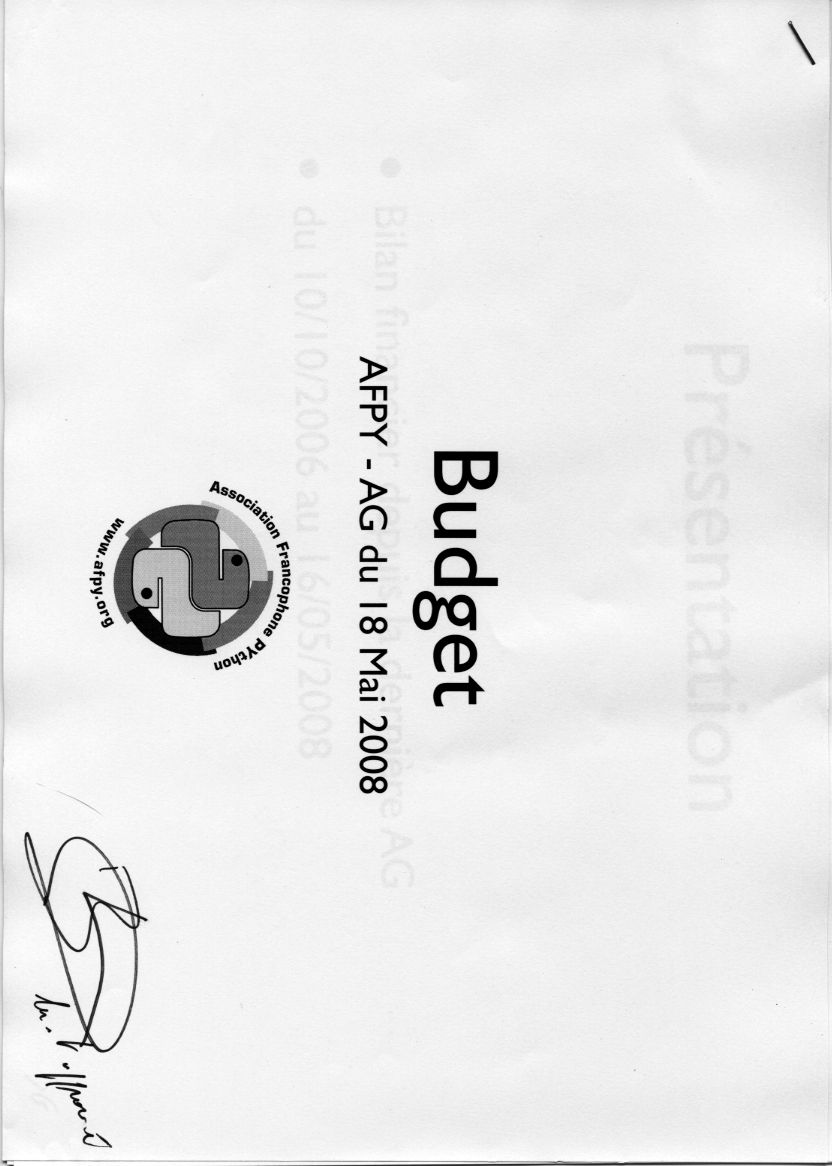 Budget
AFPY - AG du 18 Mai 2008
Association Francophone PYthon
www.afpy.org
Présentation
• Bilan financier depuis la dernière AG
• du 10/10/2006 au 16/05/2008